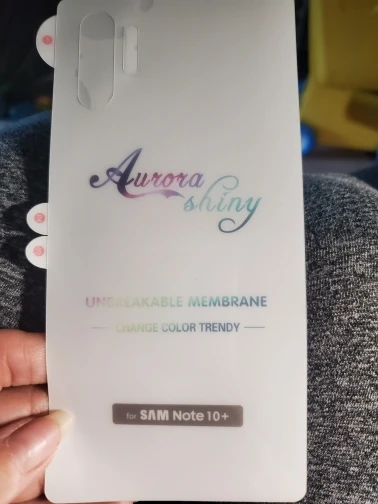 Aurora
shiny
UNBREAKABLE MEMBRANE
CHANGE COLOR TRENDY
for SAM Note 10+